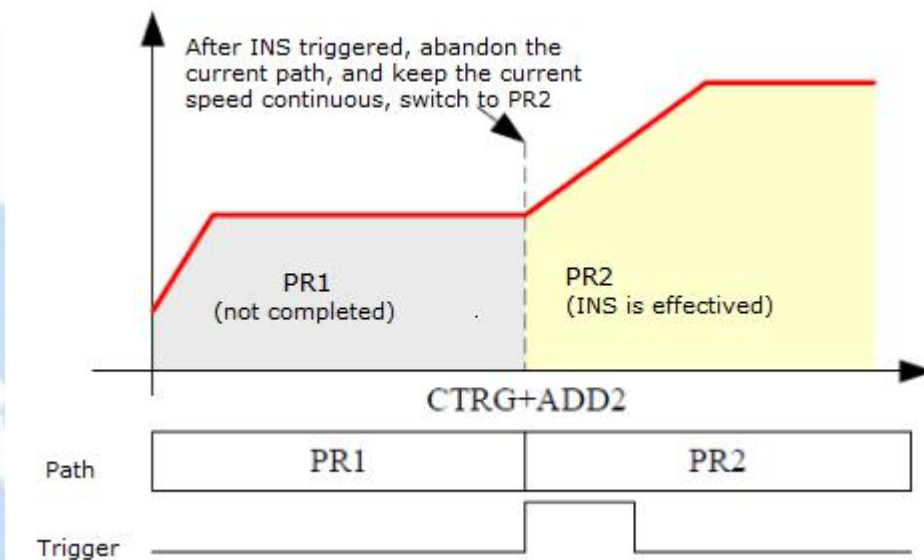 After INS triggered, abandon the
current path, and keep the current
speed continuous, switch to PR2
PR1
(not completed)
PR2
(INS is effectived)
CTRG+ADD2
Path
PR1
PR2
Trigger